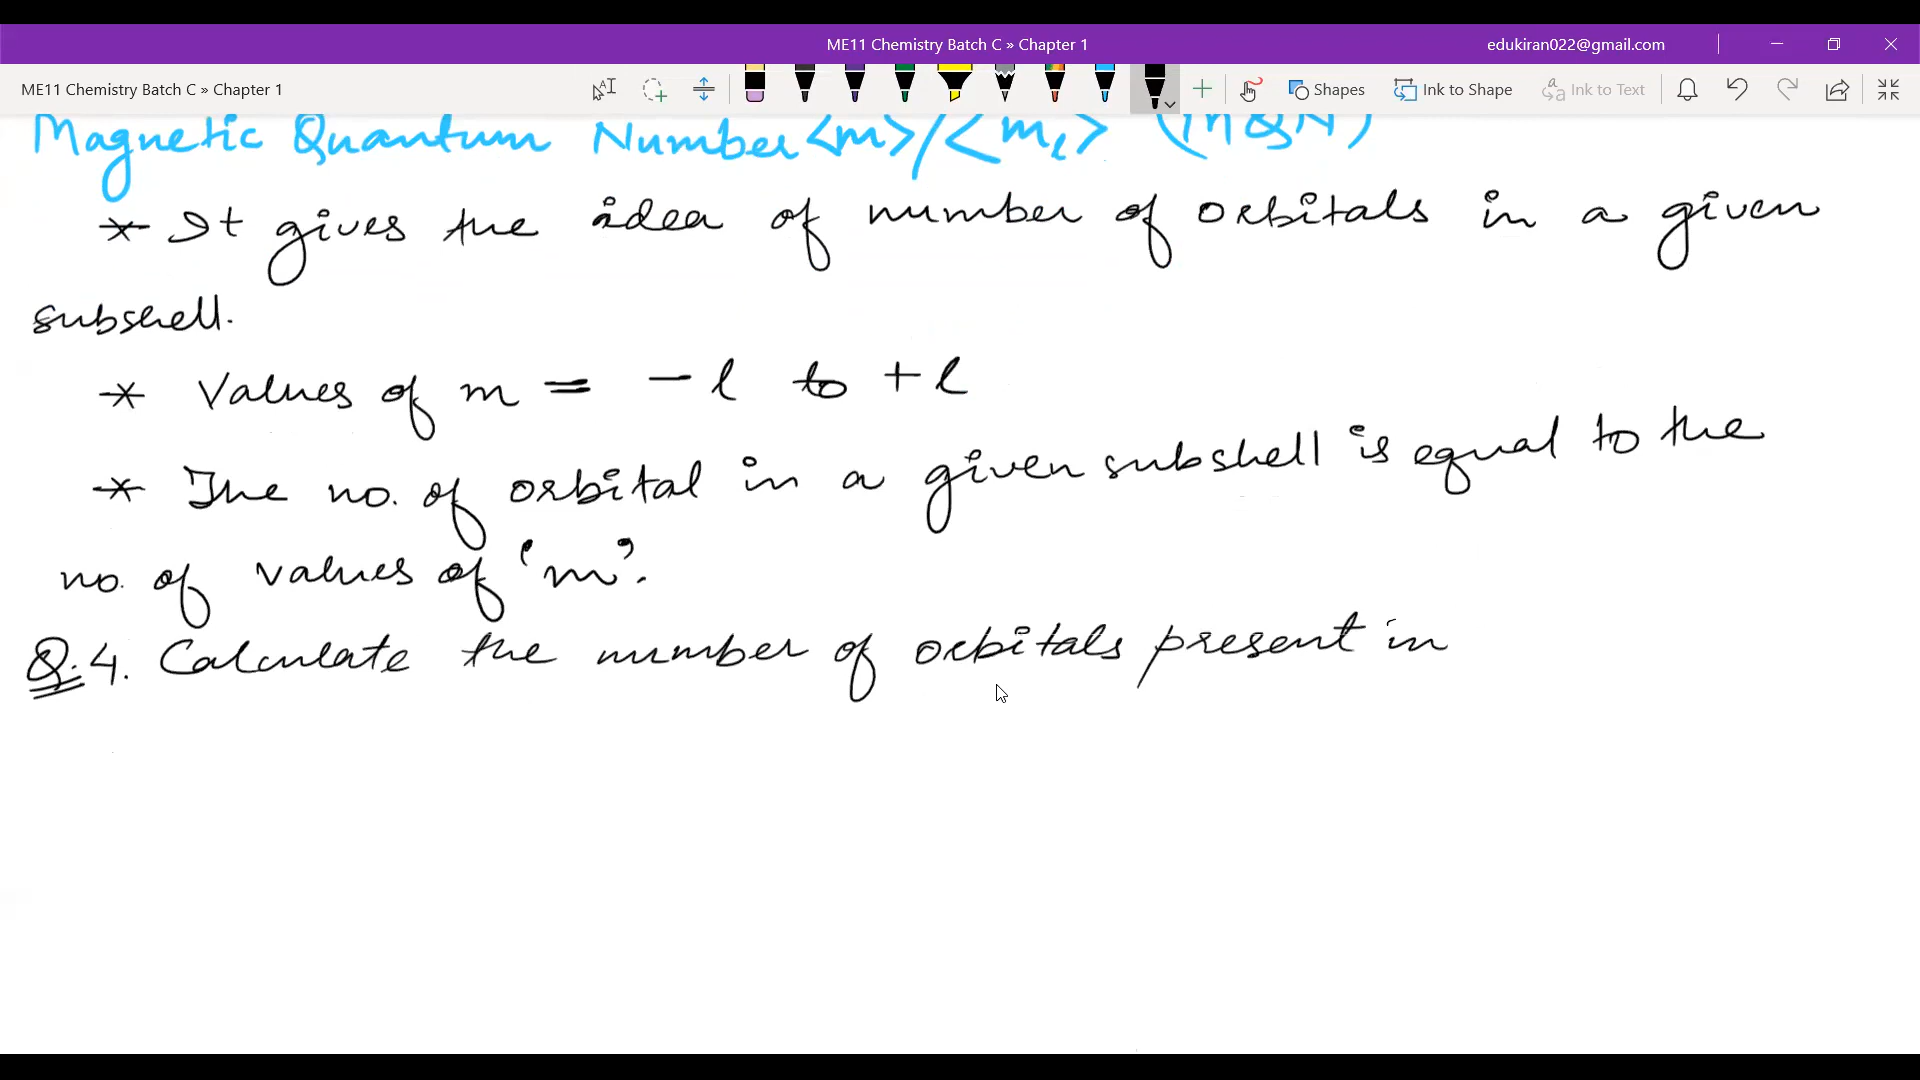 ME11 Chemistry Batch C » Chapter 1
edukiran022@gmail.com
ME11 Chemistry Batch C » Chapter 1
Shapes
Ink to Shape
Ink to Text
Magnetic Quantum Number <m>/<mₗ> (MQN)
* It gives the idea of number of orbitals in a given
subshell.
* Values of m = - l to + l
* The no. of orbital in a given subshell is equal to the
no. of values of 'm'.
Q.4. Calculate the number of orbitals present in